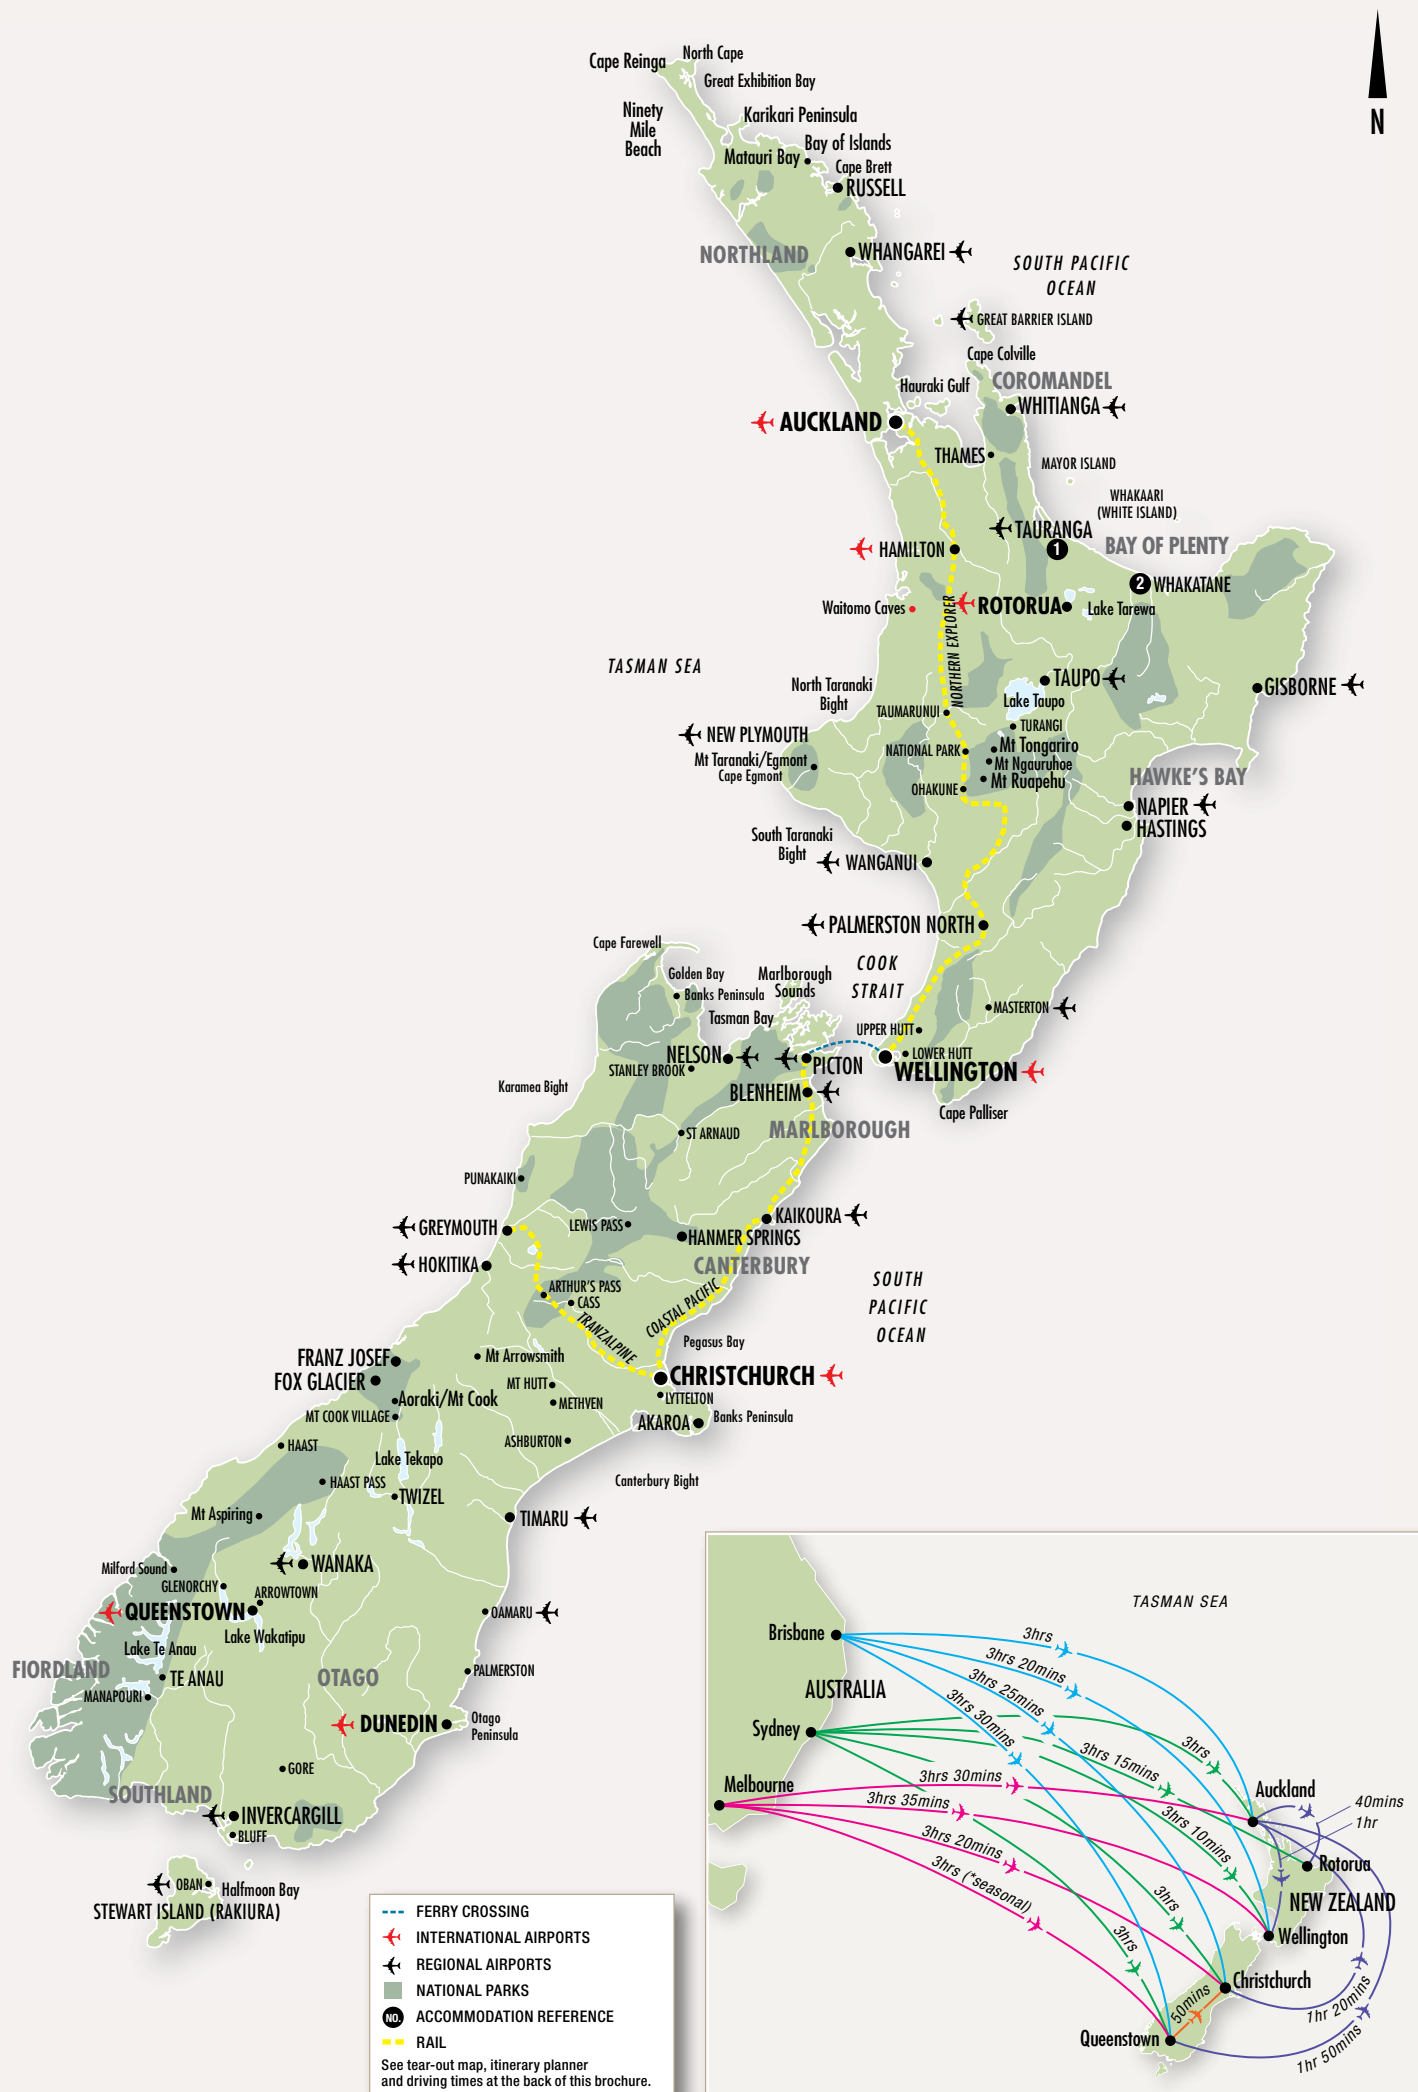 Cape Reinga
North Cape
Great Exhibition Bay
Ninety
Mile
Beach
Karikari Peninsula
Bay of Islands
Matauri Bay
Cape Brett
RUSSELL
N
NORTHLAND
WHANGAREI
SOUTH PACIFIC
OCEAN
GREAT BARRIER ISLAND
Cape Colville
COROMANDEL
Hauraki Gulf
WHITIANGA
AUCKLAND
THAMES
MAYOR ISLAND
WHAKAARI
(WHITE ISLAND)
TAURANGA
1
BAY OF PLENTY
HAMILTON
2
WHAKATANE
Waitomo Caves
ROTORUA
Lake Tarewa
NORTHERN EXPLORER
TASMAN SEA
North Taranaki
Bight
TAUPO
Lake Taupo
GISBORNE
TAUMARUNUI
TURANGI
NEW PLYMOUTH
Mt Taranaki/Egmont
Cape Egmont
NATIONAL PARK
Mt Tongariro
Mt Ngauruhoe
Mt Ruapehu
OHAKUNE
HAWKE'S BAY
NAPIER
HASTINGS
South Taranaki
Bight
WANGANUI
PALMERSTON NORTH
Cape Farewell
Golden Bay
Banks Peninsula
Marlborough
Sounds
COOK
STRAIT
Tasman Bay
MASTERTON
UPPER HUTT
LOWER HUTT
NELSON
STANLEY BROOK
PICTON
WELLINGTON
Karamea Bight
BLENHEIM
Cape Palliser
ST ARNAUD
MARLBOROUGH
PUNAKAIKI
GREYMOUTH
LEWIS PASS
KAIKOURA
HANMER SPRINGS
HOKITIKA
CANTERBURY
ARTHUR'S PASS
CASS
SOUTH
PACIFIC
OCEAN
TRANZALPINE
COASTAL PACIFIC
Pegasus Bay
FRANZ JOSEF
Mt Arrowsmith
FOX GLACIER
CHRISTCHURCH
MT HUTT
LYTTELTON
Aoraki/Mt Cook
METHVEN
MT COOK VILLAGE
AKAROA
Banks Peninsula
HAAST
ASHBURTON
Lake Tekapo
HAAST PASS
Canterbury Bight
TWIZEL
Mt Aspiring
TIMARU
Milford Sound
WANAKA
GLENORCHY
ARROWTOWN
QUEENSTOWN
OAMARU
Lake Wakatipu
Lake Te Anau
FIORDLAND
TE ANAU
OTAGO
PALMERSTON
MANAPOURI
DUNEDIN
Otago
Peninsula
GORE
SOUTHLAND
INVERCARGILL
BLUFF
OBAN
Halfmoon Bay
STEWART ISLAND (RAKIURA)
FERRY CROSSING
INTERNATIONAL AIRPORTS
REGIONAL AIRPORTS
NATIONAL PARKS
NO.
ACCOMMODATION REFERENCE
RAIL
See tear-out map, itinerary planner
and driving times at the back of this brochure.
TASMAN SEA
Brisbane
3hrs
3hrs 20mins
3hrs 25mins
3hrs 30mins
AUSTRALIA
Sydney
3hrs
3hrs 15mins
3hrs 10mins
3hrs
3hrs
Melbourne
3hrs 30mins
3hrs 35mins
3hrs 20mins
3hrs (*seasonal)
Auckland
40mins
1hr
Rotorua
NEW ZEALAND
Wellington
Christchurch
50mins
1hr 20mins
Queenstown
1hr 50mins